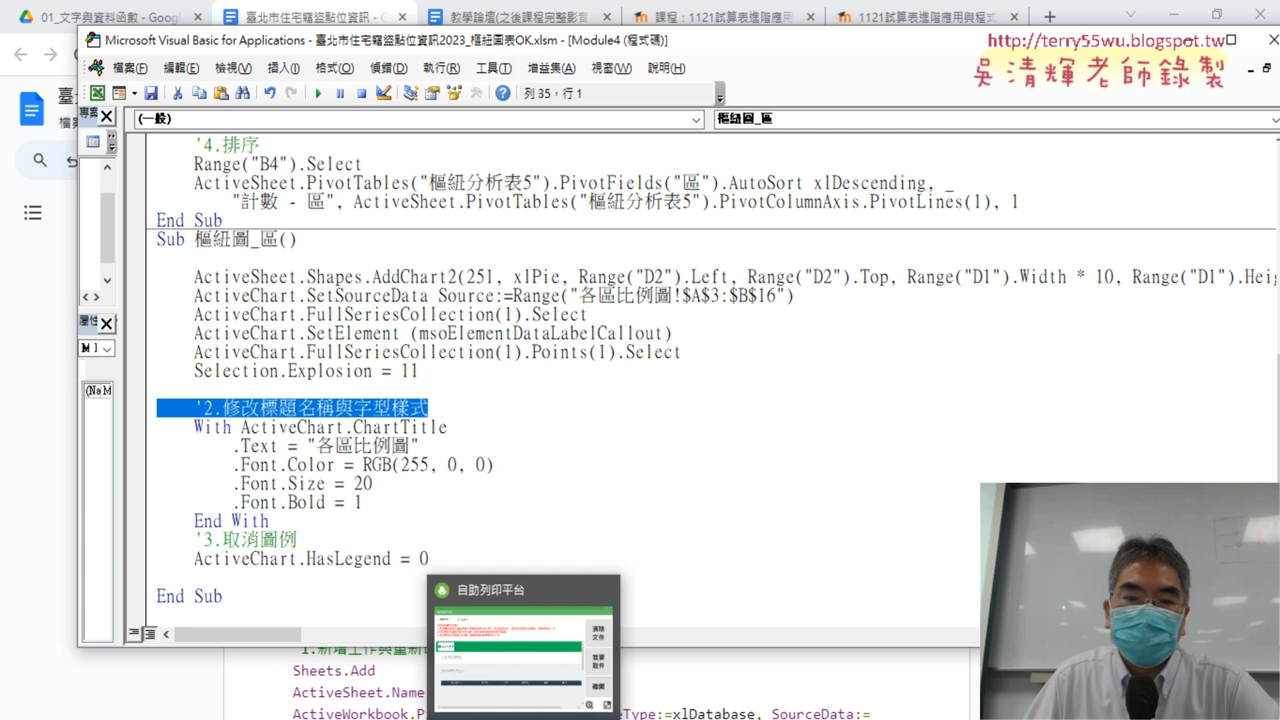 01_文字與資料函數 - Googl
臺北市住宅竊盜點位資訊 - G
教學論壇(之後課程完整影音
課程：1121試算表進階應用
1121試算表進階應用與程式
Microsoft Visual Basic for Applications - 臺北市住宅竊盜點位資訊2023_樞紐圖表OK.xlsm - [Module4 (程式碼)]
http://terry55wu.blogspot.tw
吳清輝老師錄製
檔案(F) 編輯(E) 檢視(V) 插入(I) 格式(O) 偵錯(D) 執行(R) 工具(T) 增益集(A) 視窗(W) 說明(H)
列 35，行 1
(一般)
樞紐圖_區
'4.排序
Range("B4").Select
ActiveSheet.PivotTables("樞紐分析表5").PivotFields("區").AutoSort xlDescending, _
"計數 - 區", ActiveSheet.PivotTables("樞紐分析表5").PivotColumnAxis.PivotLines(1), 1
End Sub
Sub 樞紐圖_區()
ActiveSheet.Shapes.AddChart2(251, xlPie, Range("D2").Left, Range("D2").Top, Range("D1").Width * 10, Range("D1").Hei
ActiveChart.SetSourceData Source:=Range("各區比例圖!$A$3:$B$16")
ActiveChart.FullSeriesCollection(1).Select
ActiveChart.SetElement (msoElementDataLabelCallout)
ActiveChart.FullSeriesCollection(1).Points(1).Select
Selection.Explosion = 11
'2.修改標題名稱與字型樣式
With ActiveChart.ChartTitle
.Text = "各區比例圖"
.Font.Color = RGB(255, 0, 0)
.Font.Size = 20
.Font.Bold = 1
End With
'3.取消圖例
ActiveChart.HasLegend = 0
End Sub
自助列印平台
清除
文件
我要
取件
離開
Sheets.Add
ActiveSheet.Name
ActiveWorkbook.P
eType:=xlDatabase, SourceData:=